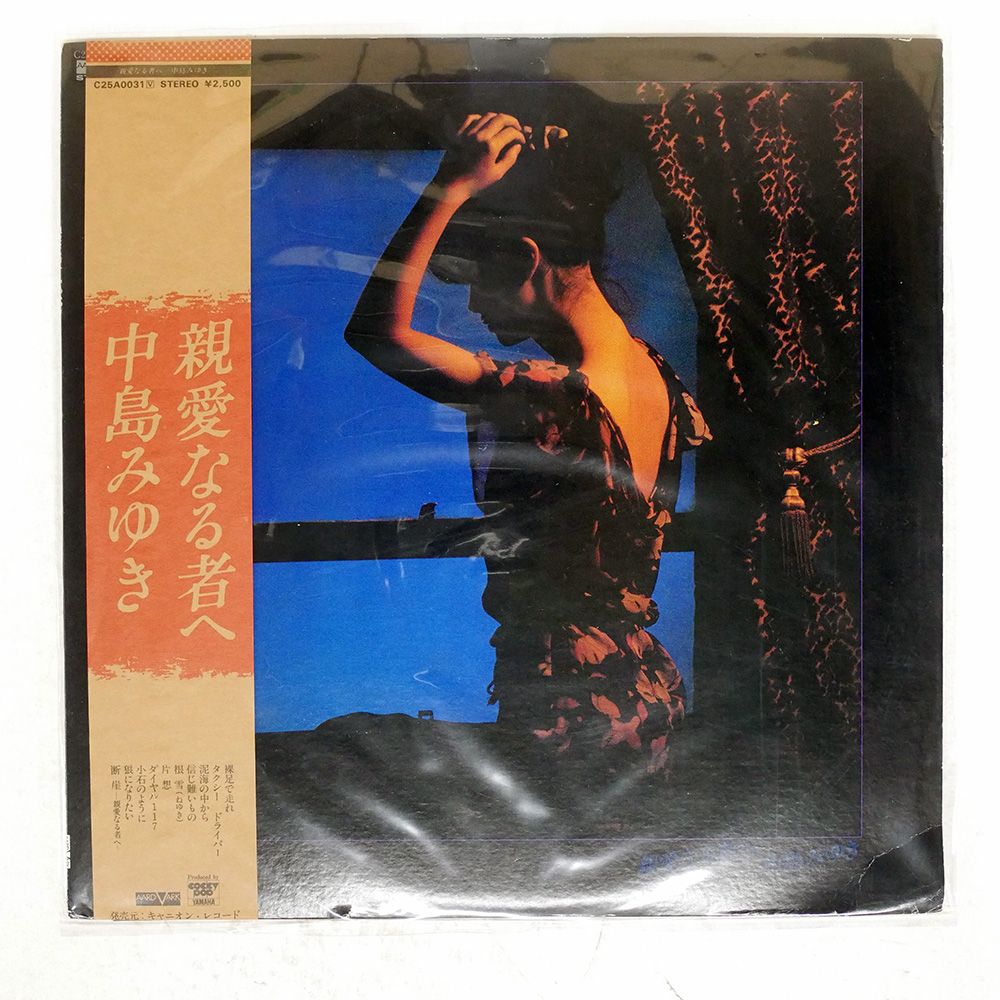 親愛なる者へ 中島みゆき
C25A0031 V STEREO ¥2,500
親愛なる者へ
中島みゆき
裸足で走れ
タクシー ドライバー
泥海の中から
信じ難いもの
根雪(ねゆき)
片想
ダイヤル117
小石のように
狼になりたい
断崖―親愛なる者へ―
Produced by
AARD VARK
COCKY POP
YAMAHA
発売元:キャニオン・レコード